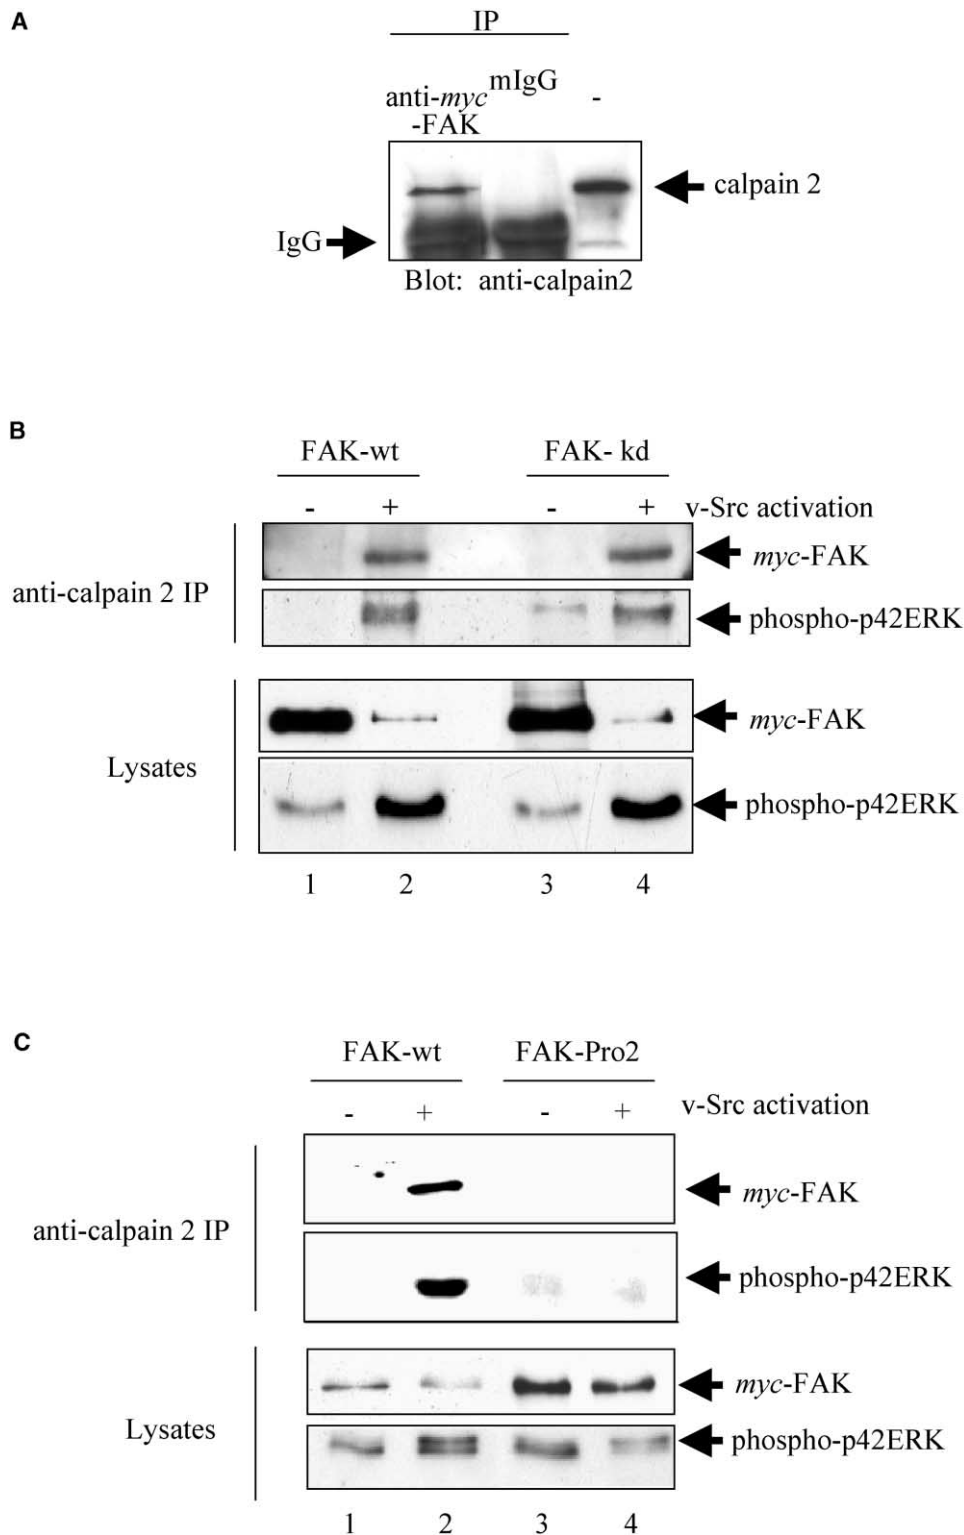 A
IP
anti-myc mIgG -
-FAK
calpain 2
IgG
Blot: anti-calpain2
B
FAK-wt FAK- kd
- + - + v-Src activation
anti-calpain 2 IP
myc-FAK
phospho-p42ERK
Lysates
myc-FAK
phospho-p42ERK
1 2 3 4
C
FAK-wt FAK-Pro2
- + - + v-Src activation
anti-calpain 2 IP
myc-FAK
phospho-p42ERK
Lysates
myc-FAK
phospho-p42ERK
1 2 3 4